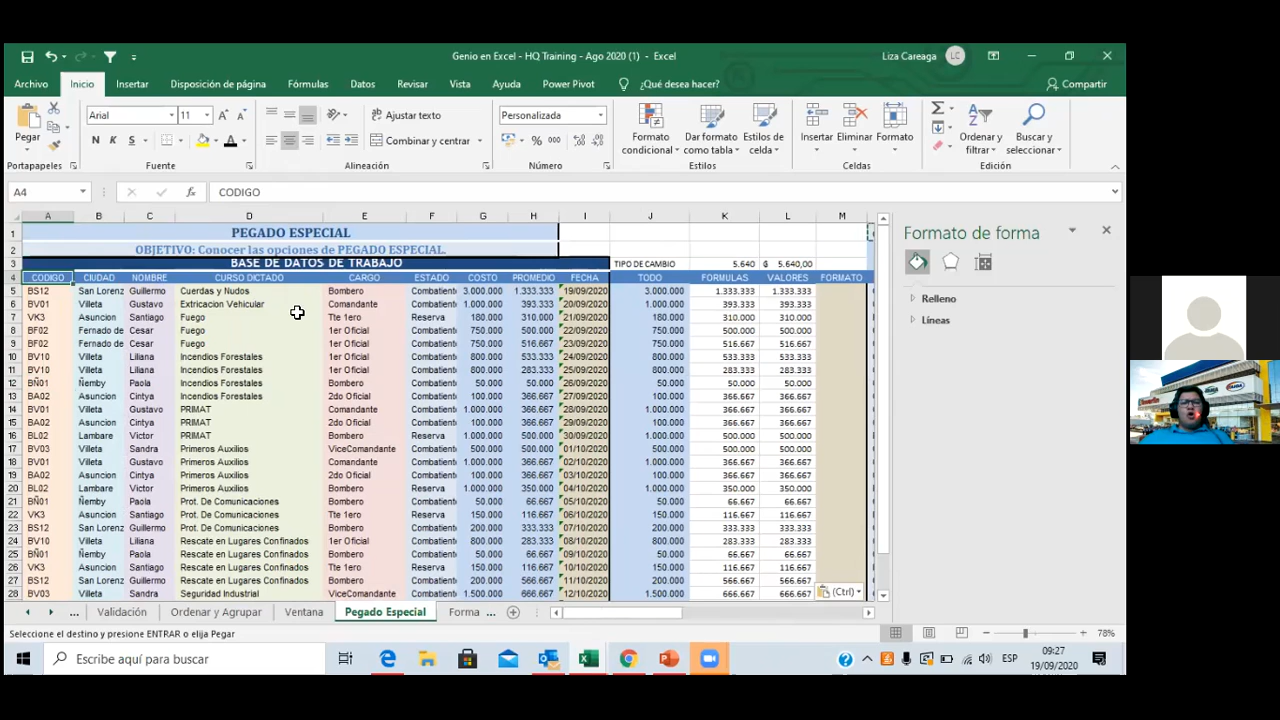 Genio en Excel - HQ Training - Ago 2020 (1) - Excel
Liza Careaga LC
Archivo Inicio Insertar Disposición de página Fórmulas Datos Revisar Vista Ayuda Power Pivot ¿Qué desea hacer? Compartir
Pegar
Arial 11
N K S
Ajustar texto
Combinar y centrar
Personalizada
% 000
Formato condicional
Dar formato como tabla
Estilos de celda
Insertar Eliminar Formato
Ordenar y filtrar
Buscar y seleccionar
Portapapeles Fuente Alineación Número Estilos Celdas Edición
A4 fx CODIGO
A B C D E F G H I J K L M
1 PEGADO ESPECIAL
2 OBJETIVO: Conocer las opciones de PEGADO ESPECIAL.
3 BASE DE DATOS DE TRABAJO TIPO DE CAMBIO 5.640 $ 5.640,00
4 CODIGO CIUDAD NOMBRE CURSO DICTADO CARGO ESTADO COSTO PROMEDIO FECHA TODO FORMULAS VALORES FORMATO
5 BS12 San Lorenz Guillermo Cuerdas y Nudos Bombero Combatient 3.000.000 1.333.333 19/09/2020 3.000.000 1.333.333 1.333.333
6 BV01 Villeta Gustavo Extricacion Vehicular Comandante Combatient 1.000.000 393.333 20/09/2020 1.000.000 393.333 393.333
7 VK3 Asuncion Santiago Fuego Tte 1ero Reserva 180.000 310.000 21/09/2020 180.000 310.000 310.000
8 BF02 Fernado de Cesar Fuego 1er Oficial Combatient 750.000 500.000 22/09/2020 750.000 500.000 500.000
9 BF02 Fernado de Cesar Fuego 1er Oficial Combatient 750.000 516.667 23/09/2020 750.000 516.667 516.667
10 BV10 Villeta Liliana Incendios Forestales 1er Oficial Combatient 800.000 533.333 24/09/2020 800.000 533.333 533.333
11 BV10 Villeta Liliana Incendios Forestales 1er Oficial Combatient 800.000 283.333 25/09/2020 800.000 283.333 283.333
12 BÑ01 Ñemby Paola Incendios Forestales Bombero Combatient 50.000 50.000 26/09/2020 50.000 50.000 50.000
13 BA02 Asuncion Cintya Incendios Forestales 2do Oficial Combatient 100.000 366.667 27/09/2020 100.000 366.667 366.667
14 BV01 Villeta Gustavo PRIMAT Comandante Combatient 1.000.000 366.667 28/09/2020 1.000.000 366.667 366.667
15 BA02 Asuncion Cintya PRIMAT 2do Oficial Combatient 100.000 366.667 29/09/2020 100.000 366.667 366.667
16 BL02 Lambare Victor PRIMAT Bombero Reserva 1.000.000 500.000 30/09/2020 1.000.000 500.000 500.000
17 BV03 Villeta Sandra Primeros Auxilios ViceComandante Combatient 500.000 500.000 01/10/2020 500.000 500.000 500.000
18 BV01 Villeta Gustavo Primeros Auxilios Comandante Combatient 1.000.000 366.667 02/10/2020 1.000.000 366.667 366.667
19 BA02 Asuncion Cintya Primeros Auxilios 2do Oficial Combatient 100.000 366.667 03/10/2020 100.000 366.667 366.667
20 BL02 Lambare Victor Primeros Auxilios Bombero Reserva 1.000.000 350.000 04/10/2020 1.000.000 350.000 350.000
21 BÑ01 Ñemby Paola Prot. De Comunicaciones Bombero Combatient 50.000 66.667 05/10/2020 50.000 66.667 66.667
22 VK3 Asuncion Santiago Prot. De Comunicaciones Tte 1ero Reserva 150.000 116.667 06/10/2020 150.000 116.667 116.667
23 BS12 San Lorenz Guillermo Prot. De Comunicaciones Bombero Combatient 200.000 333.333 07/10/2020 200.000 333.333 333.333
24 BV10 Villeta Liliana Rescate en Lugares Confinados 1er Oficial Combatient 800.000 283.333 08/10/2020 800.000 283.333 283.333
25 BÑ01 Ñemby Paola Rescate en Lugares Confinados Bombero Combatient 50.000 66.667 09/10/2020 50.000 66.667 66.667
26 VK3 Asuncion Santiago Rescate en Lugares Confinados Tte 1ero Reserva 150.000 116.667 10/10/2020 150.000 116.667 116.667
27 BS12 San Lorenz Guillermo Rescate en Lugares Confinados Bombero Combatient 200.000 566.667 11/10/2020 200.000 566.667 566.667
28 BV03 Villeta Sandra Seguridad Industrial ViceComandante Combatient 1.500.000 666.667 12/10/2020 1.500.000 666.667 666.667
(Ctrl)
Formato de forma
Relleno
Líneas
... Validación Ordenar y Agrupar Ventana Pegado Especial Forma ...
Seleccione el destino y presione ENTRAR o elija Pegar
78%
Escribe aquí para buscar
ESP
09:27
19/09/2020